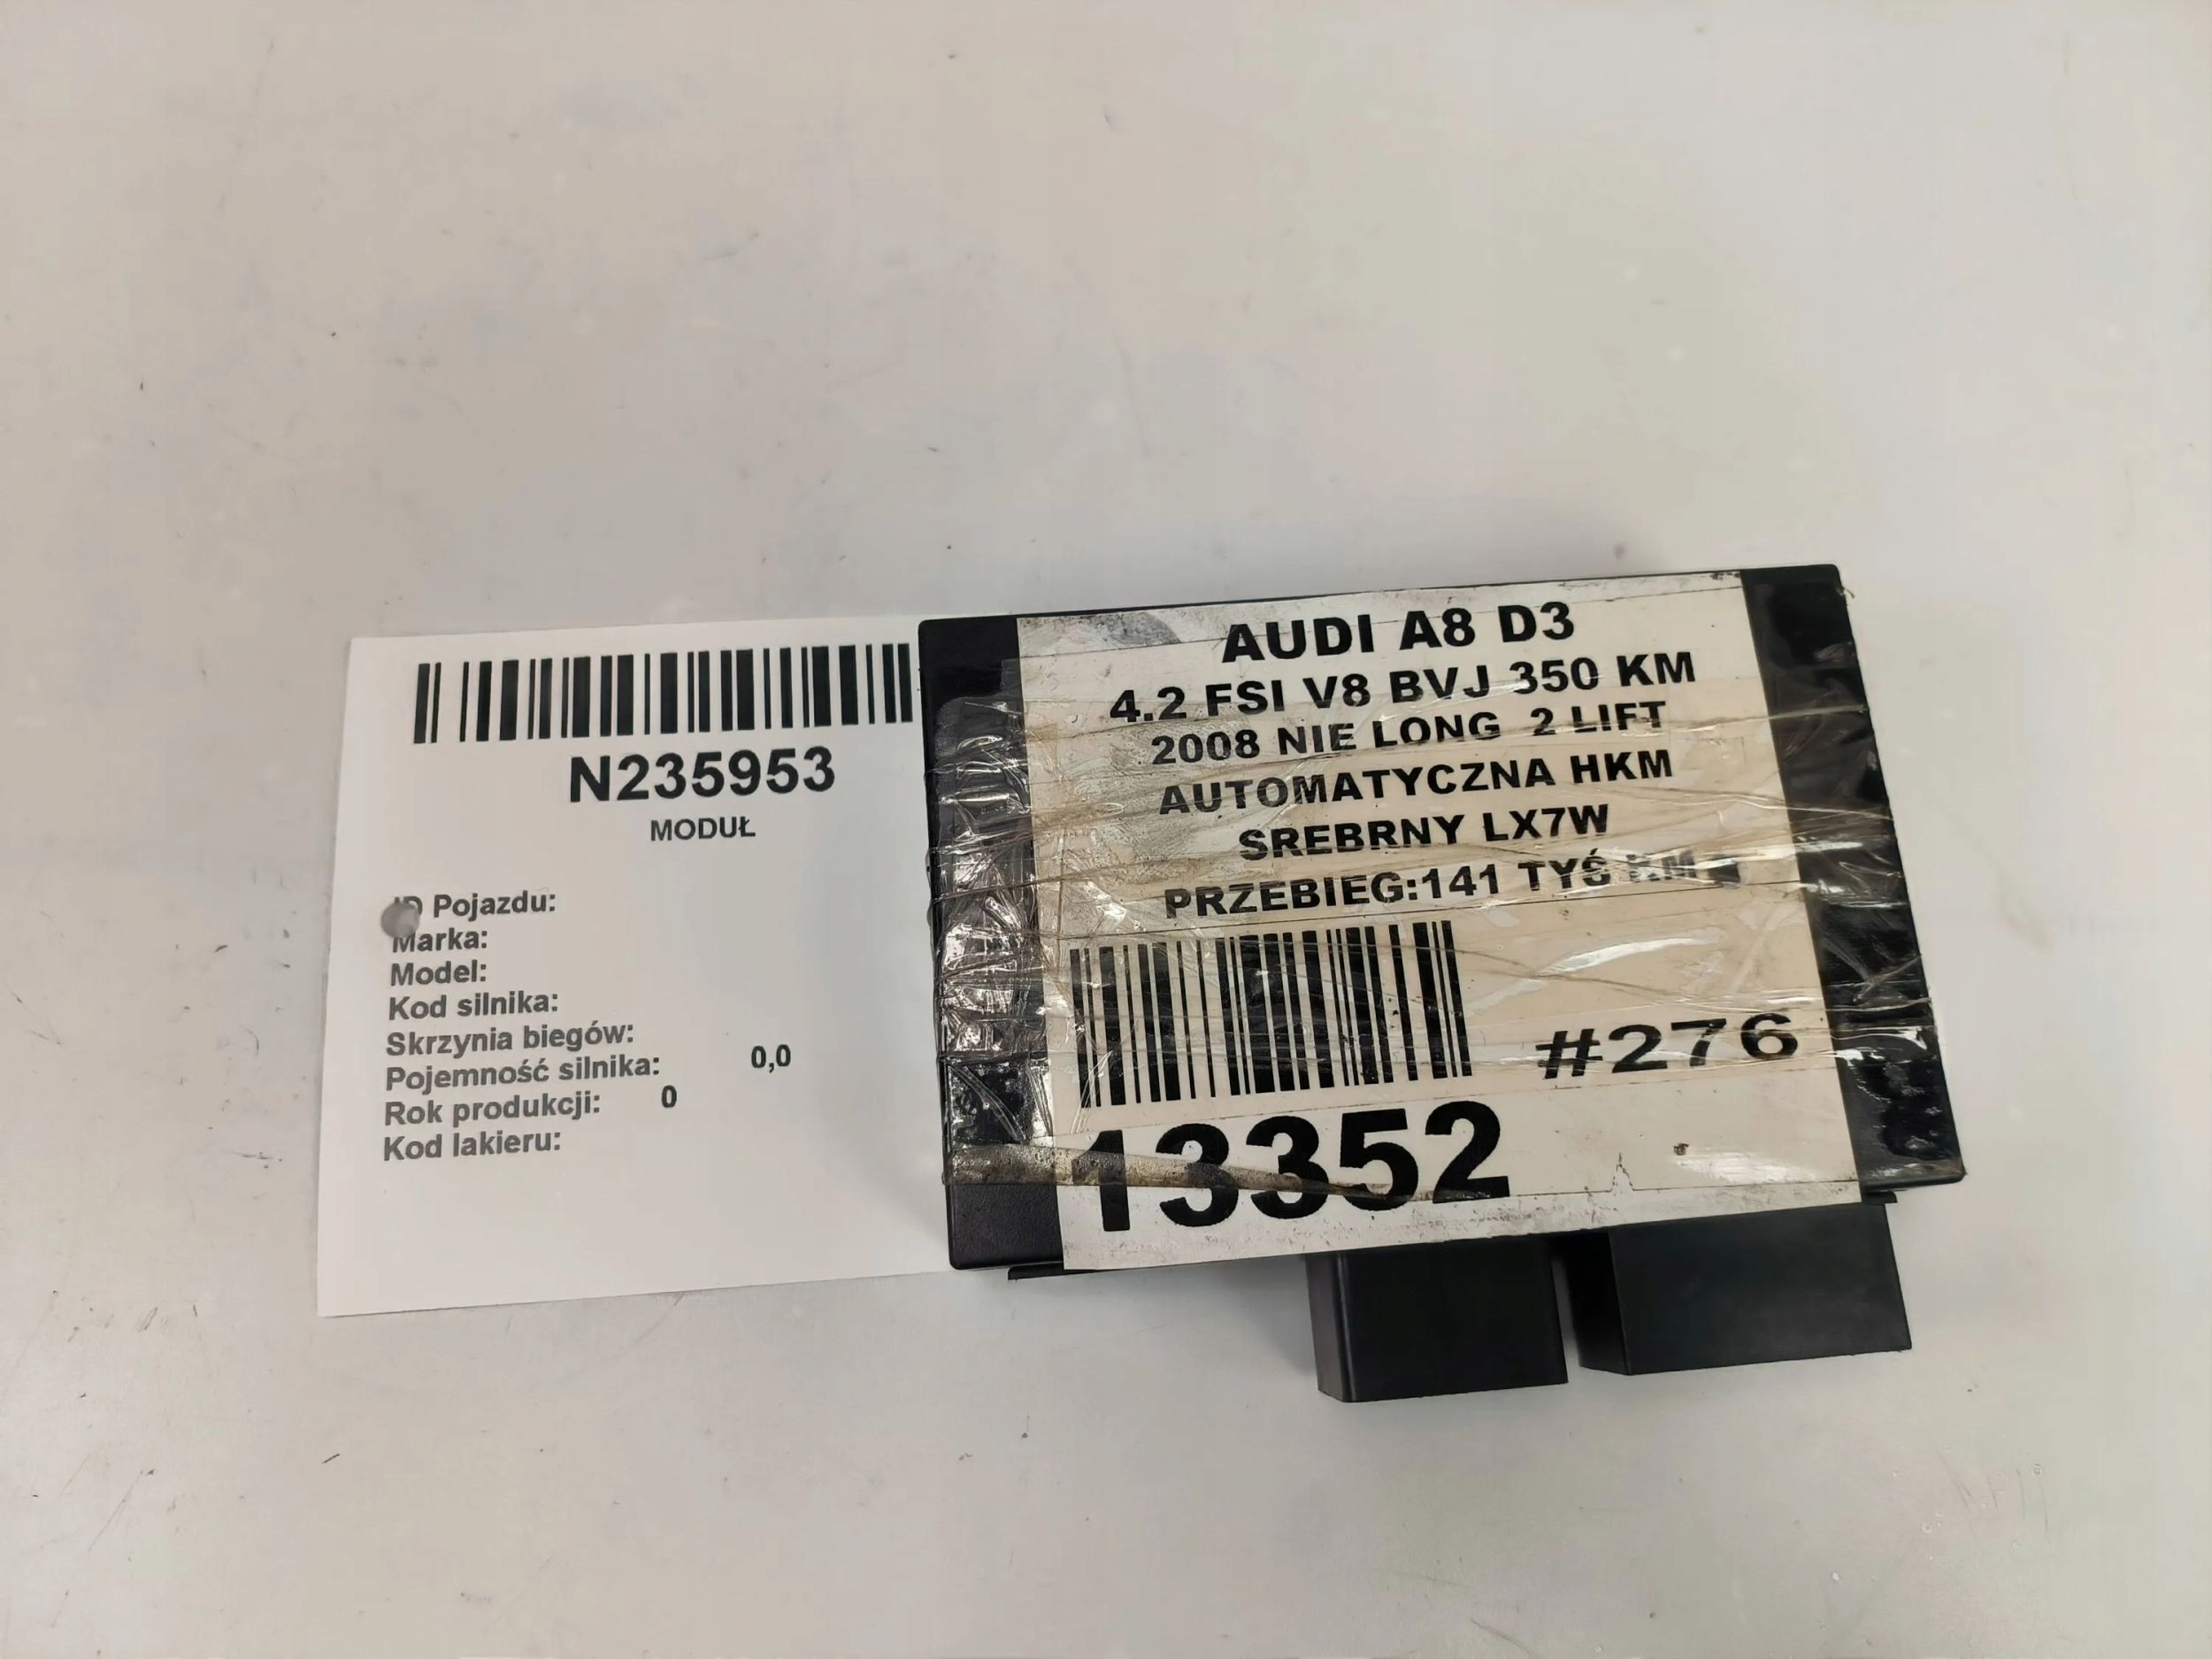 N235953
MODUŁ
ID Pojazdu:
Marka:
Model:
Kod silnika:
Skrzynia biegów:
Pojemność silnika: 0,0
Rok produkcji: 0
Kod lakieru:
AUDI A8 D3
4.2 FSI V8 BVJ 350 KM
2008 NIE LONG 2 LIFT
AUTOMATYCZNA HKM
SREBRNY LX7W
PRZEBIEG:141 TYŚ KM
#276
13352